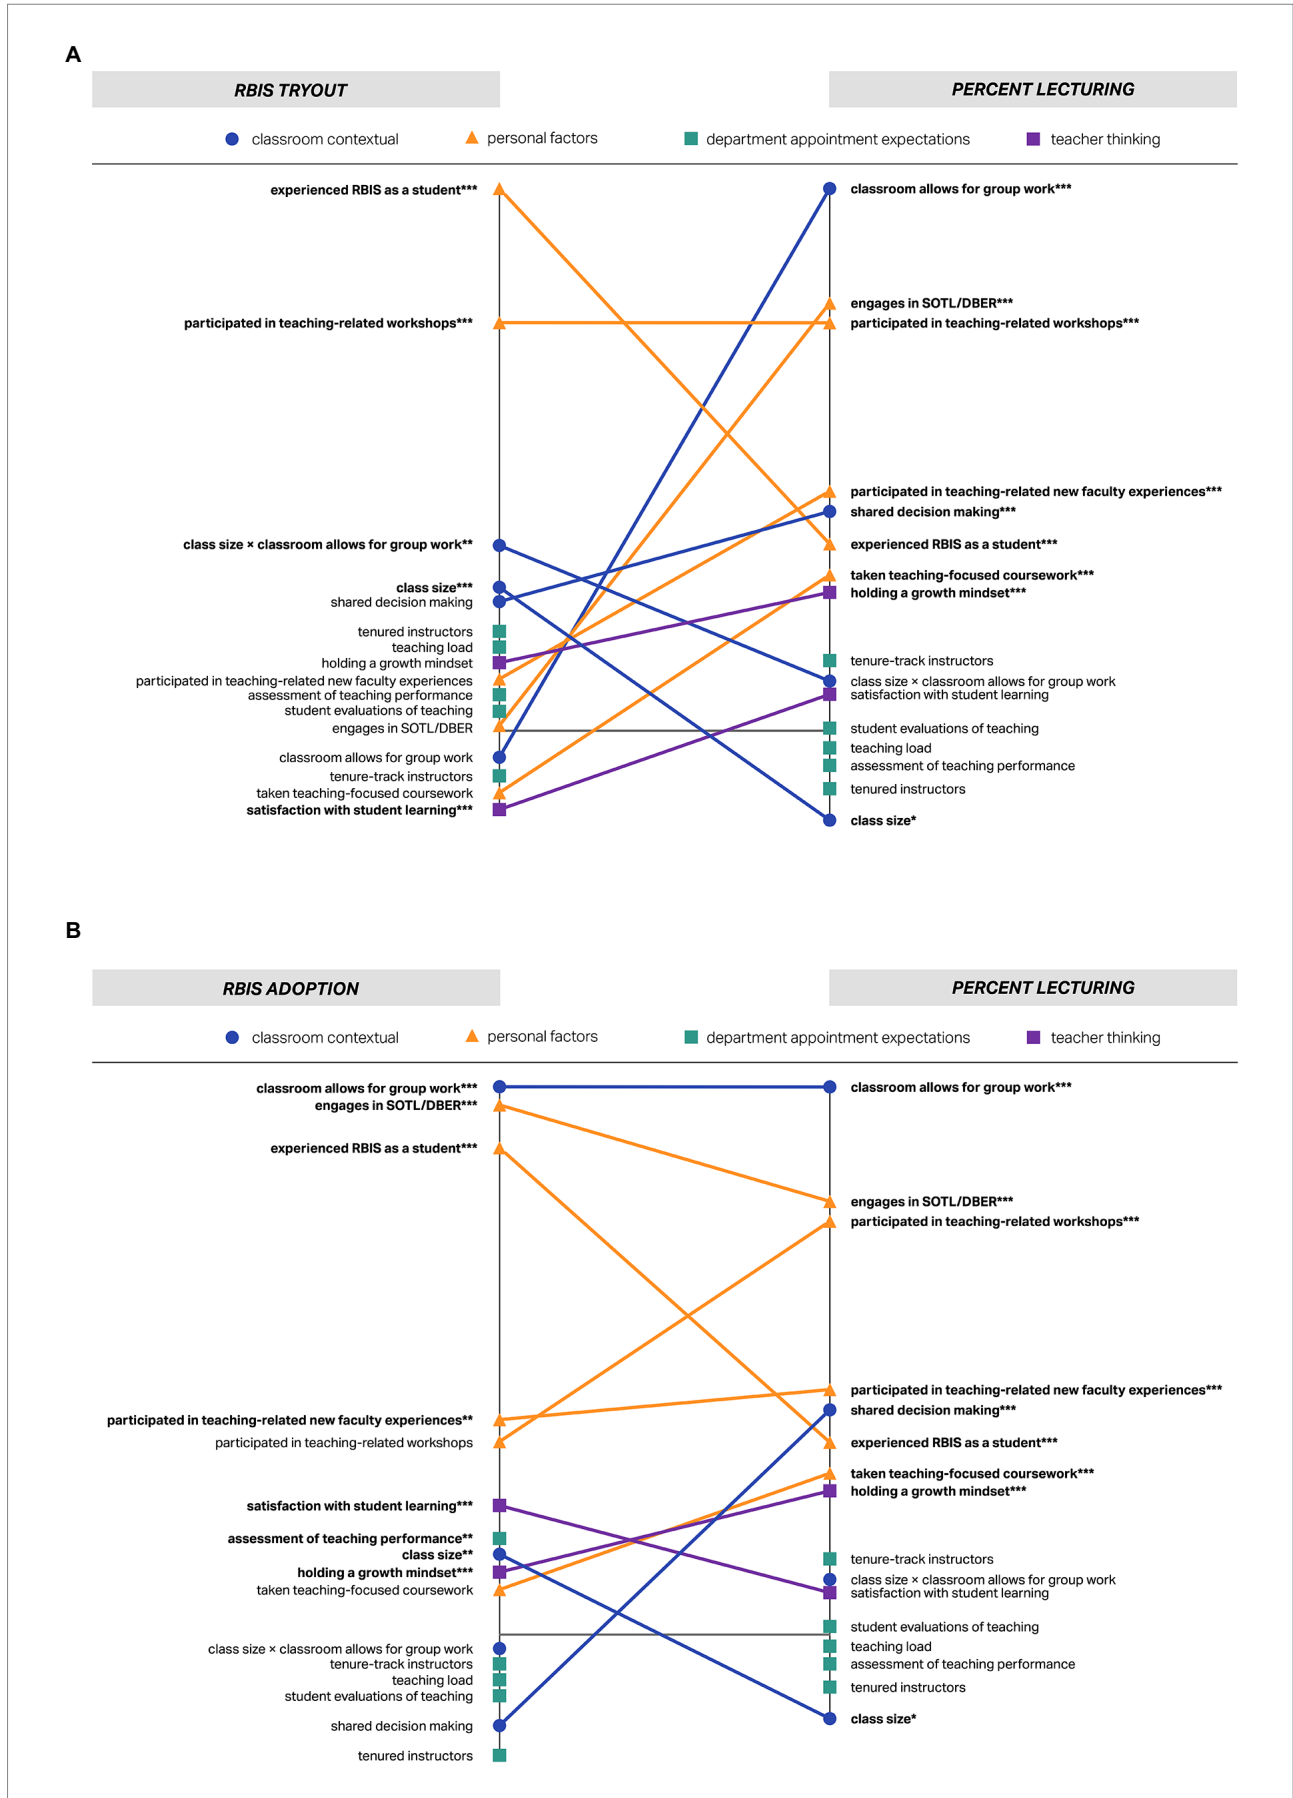 A
RBIS TRYOUT
PERCENT LECTURING
classroom contextual
personal factors
department appointment expectations
teacher thinking
experienced RBIS as a student***
participated in teaching-related workshops***
class size × classroom allows for group work**
class size***
shared decision making
tenured instructors
teaching load
holding a growth mindset
participated in teaching-related new faculty experiences
assessment of teaching performance
student evaluations of teaching
engages in SOTL/DBER
classroom allows for group work
tenure-track instructors
taken teaching-focused coursework
satisfaction with student learning***
classroom allows for group work***
engages in SOTL/DBER***
participated in teaching-related workshops***
participated in teaching-related new faculty experiences***
shared decision making***
experienced RBIS as a student***
taken teaching-focused coursework***
holding a growth mindset***
tenure-track instructors
class size × classroom allows for group work
satisfaction with student learning
student evaluations of teaching
teaching load
assessment of teaching performance
tenured instructors
class size*
B
RBIS ADOPTION
PERCENT LECTURING
classroom contextual
personal factors
department appointment expectations
teacher thinking
classroom allows for group work***
engages in SOTL/DBER***
experienced RBIS as a student***
participated in teaching-related new faculty experiences**
participated in teaching-related workshops
satisfaction with student learning***
assessment of teaching performance**
class size**
holding a growth mindset***
taken teaching-focused coursework
class size × classroom allows for group work
tenure-track instructors
teaching load
student evaluations of teaching
shared decision making
tenured instructors
classroom allows for group work***
engages in SOTL/DBER***
participated in teaching-related workshops***
participated in teaching-related new faculty experiences***
shared decision making***
experienced RBIS as a student***
taken teaching-focused coursework***
holding a growth mindset***
tenure-track instructors
class size × classroom allows for group work
satisfaction with student learning
student evaluations of teaching
teaching load
assessment of teaching performance
tenured instructors
class size*